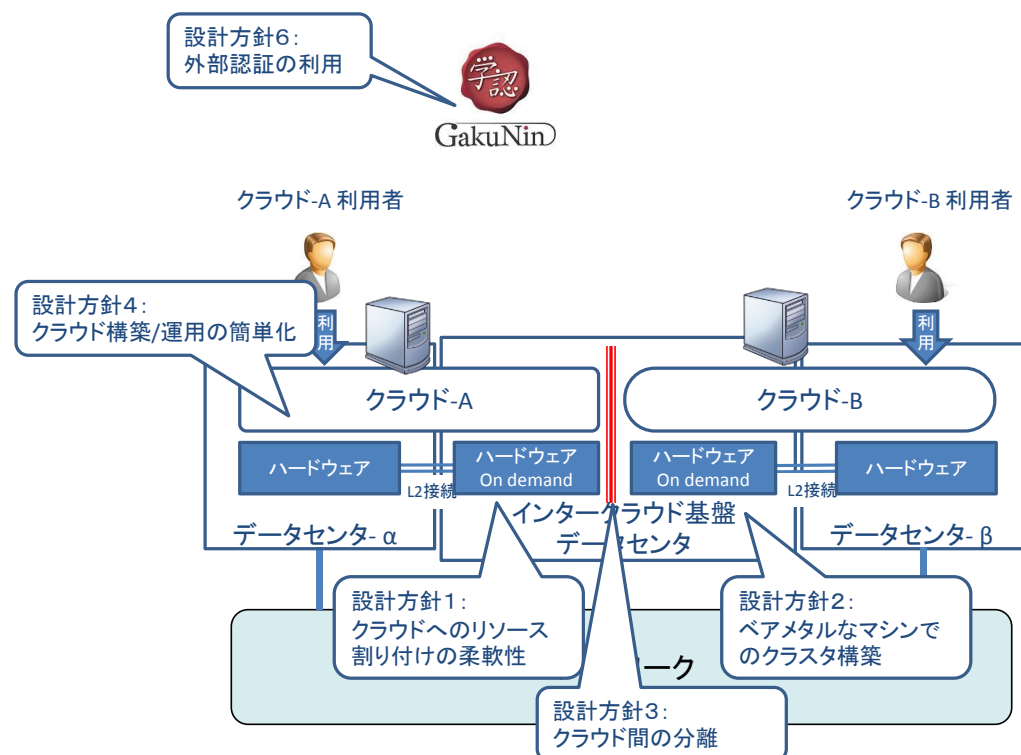 設計方針6:
外部認証の利用
学認
GakuNin
クラウド-A 利用者
クラウド-B 利用者
設計方針4:
クラウド構築/運用の簡単化
利用
利用
クラウド-A
クラウド-B
ハードウェア
ハードウェア
On demand
ハードウェア
On demand
ハードウェア
L2接続
L2接続
インタークラウド基盤
データセンタ- α
データセンタ
データセンタ- β
設計方針1:
クラウドへのリソース
割り付けの柔軟性
設計方針2:
ベアメタルなマシンで
のクラスタ構築
ーク
設計方針3:
クラウド間の分離